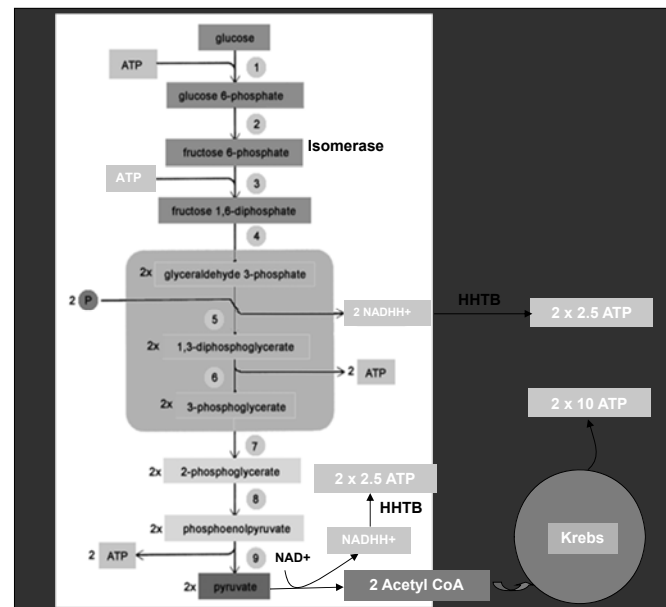 glucose
ATP
1
glucose 6-phosphate
2
fructose 6-phosphate
Isomerase
ATP
3
fructose 1,6-diphosphate
4
2x glyceraldehyde 3-phosphate
2 P
2 NADHH+
HHTB
2 x 2.5 ATP
5
2x 1,3-diphosphoglycerate
6
2 ATP
2x 3-phosphoglycerate
2 x 10 ATP
7
2x 2-phosphoglycerate
2 x 2.5 ATP
8
HHTB
2x phosphoenolpyruvate
NADHH+
Krebs
2 ATP
9
NAD+
2x pyruvate
2 Acetyl CoA